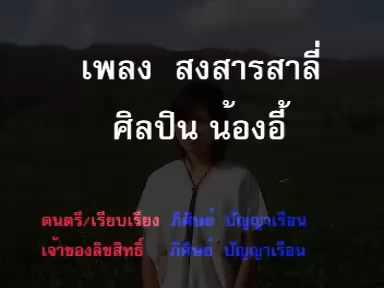 เพลง สงสารสาลี่
ศิลปิน น้องอี้
ดนตรี/เรียบเรียง ภิศิษย์ ปัญญาเรือน
เจ้าของลิขสิทธิ์ ภิศิษย์ ปัญญาเรือน